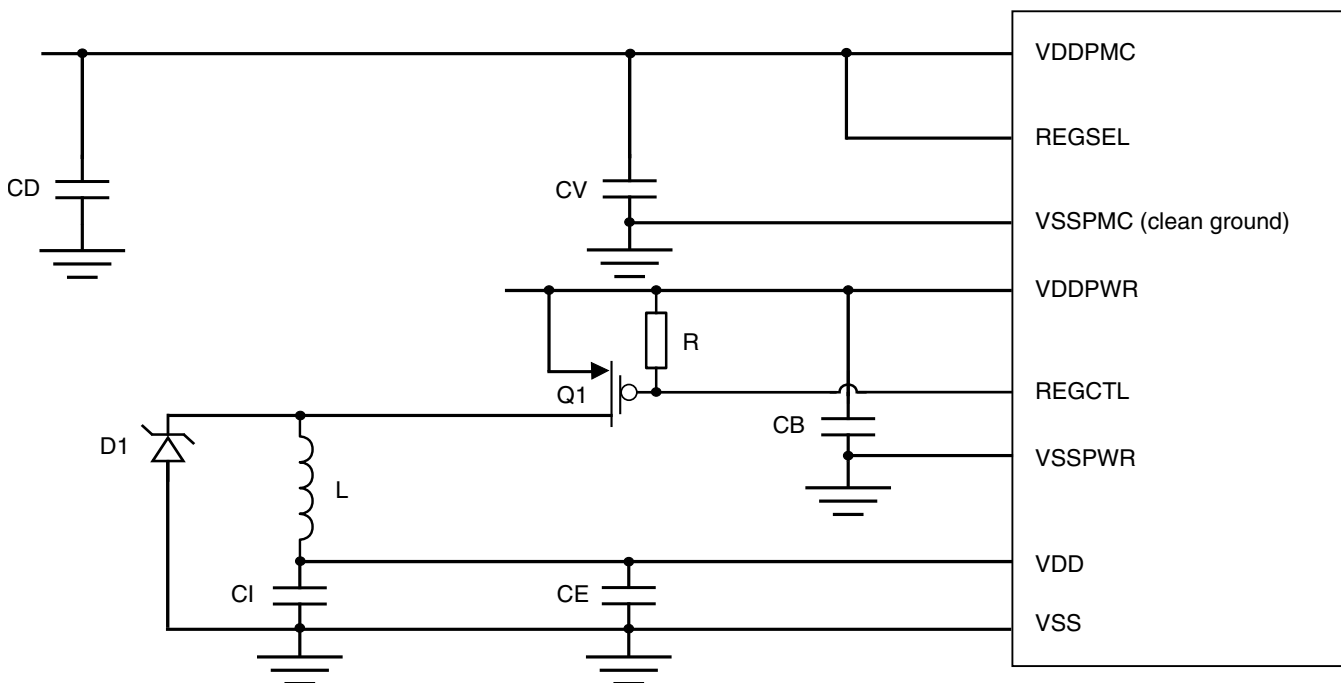 VDDPMC
REGSEL
CD
CV
VSSPMC (clean ground)
VDDPWR
R
Q1
REGCTL
CB
D1
VSSPWR
L
VDD
CI
CE
VSS